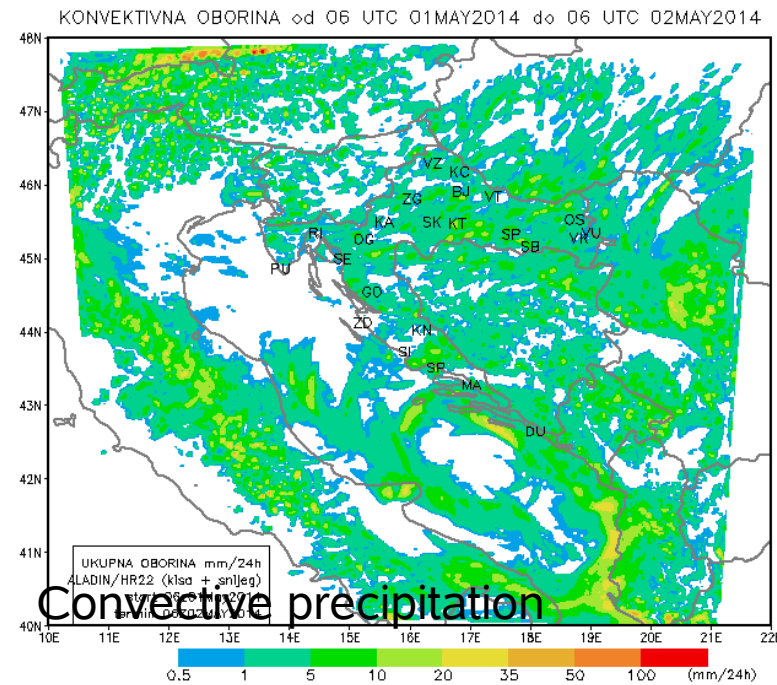 KONVEKTIVNA OBORINA od 06 UTC 01MAY2014 do 06 UTC 02MAY2014
48N
47N
VZ
KC
46N
BJ
VT
ZG
OS
RI
KA
SK
KT
VU
OG
SP
VK
SB
45N
SE
PU
GO
ZD
44N
KN
SI
SP
MA
43N
DU
42N
41N
UKUPNA OBORINA mm/24h
ALADIN/HR22 (kisa + snijeg)
Convective precipitation
40N
10E 11E 12E 13E 14E 15E 16E 17E 18E 19E 20E 21E 22E
0.5 1 5 10 20 35 50 100 (mm/24h)